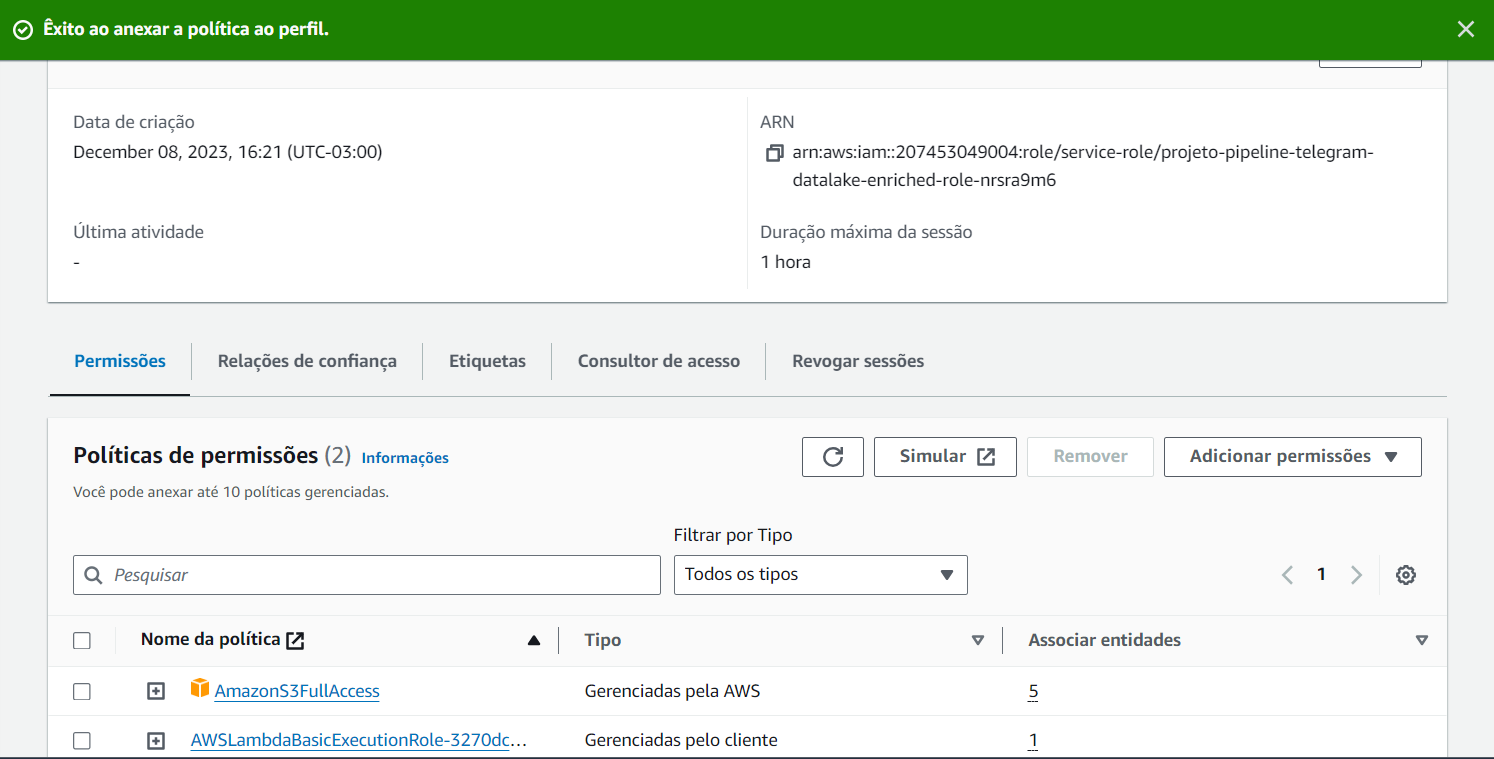 Êxito ao anexar a política ao perfil.
Data de criação
December 08, 2023, 16:21 (UTC-03:00)
ARN
arn:aws:iam::207453049004:role/service-role/projeto-pipeline-telegram-
datalake-enriched-role-nrsra9m6
Última atividade
-
Duração máxima da sessão
1 hora
Permissões
Relações de confiança
Etiquetas
Consultor de acesso
Revogar sessões
Políticas de permissões (2) Informações
Você pode anexar até 10 políticas gerenciadas.
Simular
Remover
Adicionar permissões
Filtrar por Tipo
Pesquisar
Todos os tipos
1
Nome da política
Tipo
Associar entidades
AmazonS3FullAccess
Gerenciadas pela AWS
5
AWSLambdaBasicExecutionRole-3270dc...
Gerenciadas pelo cliente
1